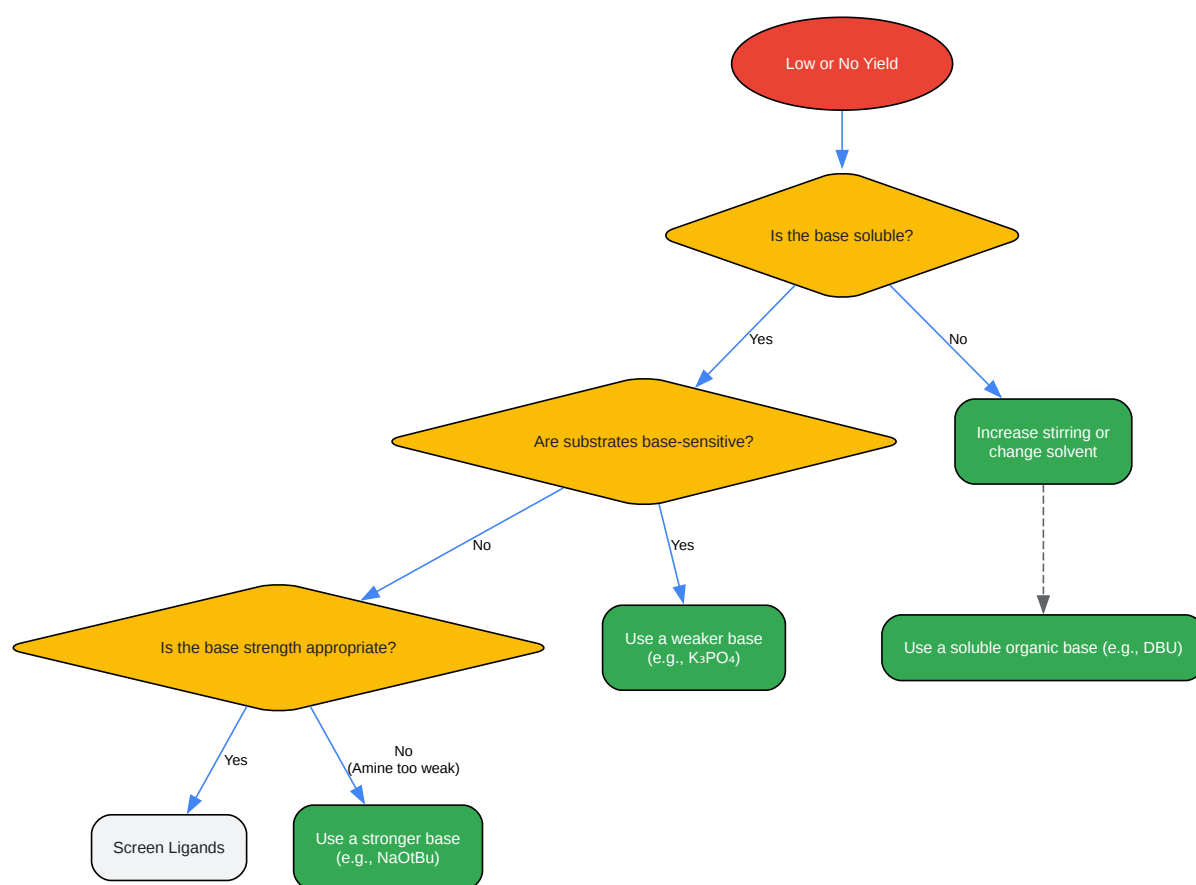 Low or No Yield
Is the base soluble?
Yes
No
Are substrates base-sensitive?
Increase stirring or
change solvent
No
Yes
Is the base strength appropriate?
Use a weaker base
(e.g., K₃PO₄)
Use a soluble organic base (e.g., DBU)
Yes
No
(Amine too weak)
Screen Ligands
Use a stronger base
(e.g., NaOtBu)